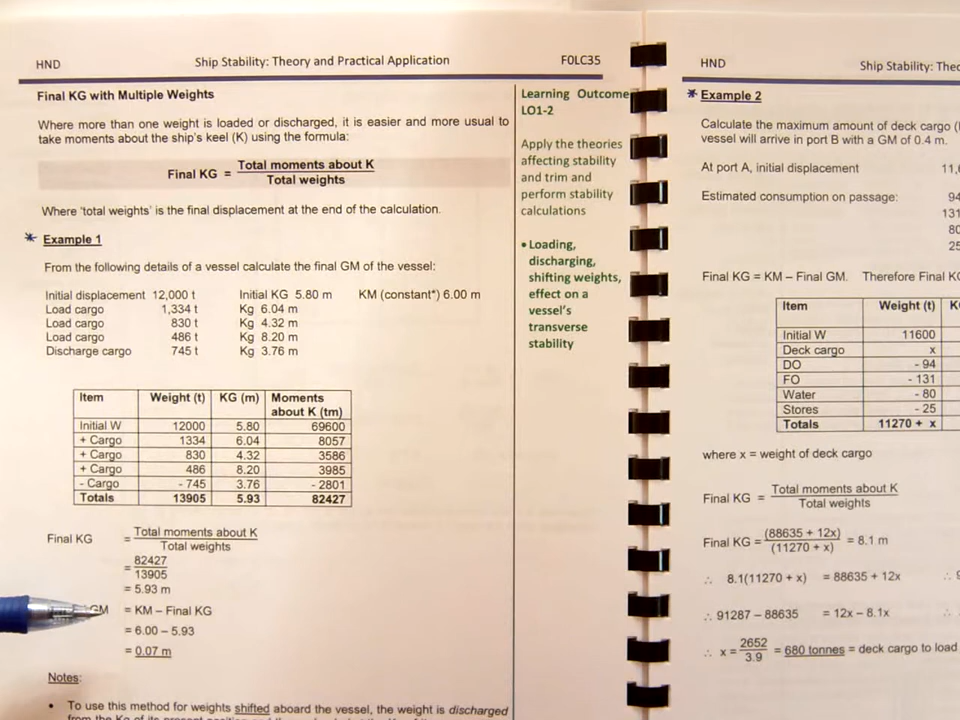 HND Ship Stability: Theory and Practical Application F0LC35
Final KG with Multiple Weights
Where more than one weight is loaded or discharged, it is easier and more usual to
take moments about the ship's keel (K) using the formula:
Final KG = Total moments about K
Total weights
Where 'total weights' is the final displacement at the end of the calculation.
* Example 1
From the following details of a vessel calculate the final GM of the vessel:
Initial displacement 12,000 t Initial KG 5.80 m KM (constant*) 6.00 m
Load cargo 1,334 t Kg 6.04 m
Load cargo 830 t Kg 4.32 m
Load cargo 486 t Kg 8.20 m
Discharge cargo 745 t Kg 3.76 m
Item Weight (t) KG (m) Moments
about K (tm)
Initial W 12000 5.80 69600
+ Cargo 1334 6.04 8057
+ Cargo 830 4.32 3586
+ Cargo 486 8.20 3985
- Cargo - 745 3.76 - 2801
Totals 13905 5.93 82427
Final KG = Total moments about K
Total weights
= 82427
13905
= 5.93 m
GM = KM – Final KG
= 6.00 – 5.93
= 0.07 m
Notes:
• To use this method for weights shifted aboard the vessel, the weight is discharged
Learning Outcome
LO1-2
Apply the theories
affecting stability
and trim and
perform stability
calculations
• Loading,
discharging,
shifting weights,
effect on a
vessel's
transverse
stability
HND Ship Stability:
* Example 2
Calculate the maximum amount of deck cargo
vessel will arrive in port B with a GM of 0.4 m.
At port A, initial displacement
Estimated consumption on passage:
Final KG = KM – Final GM. Therefore Final
Item Weight (t)
Initial W 11600
Deck cargo x
DO - 94
FO - 131
Water - 80
Stores - 25
Totals 11270 + x
where x = weight of deck cargo
Final KG = Total moments about K
Total weights
Final KG = (88635 + 12x) = 8.1 m
(11270 + x)
∴ 8.1(11270 + x) = 88635 + 12x ∴
∴ 91287 – 88635 = 12x – 8.1x ∴
∴ x = 2652 = 680 tonnes = deck cargo to load
3.9